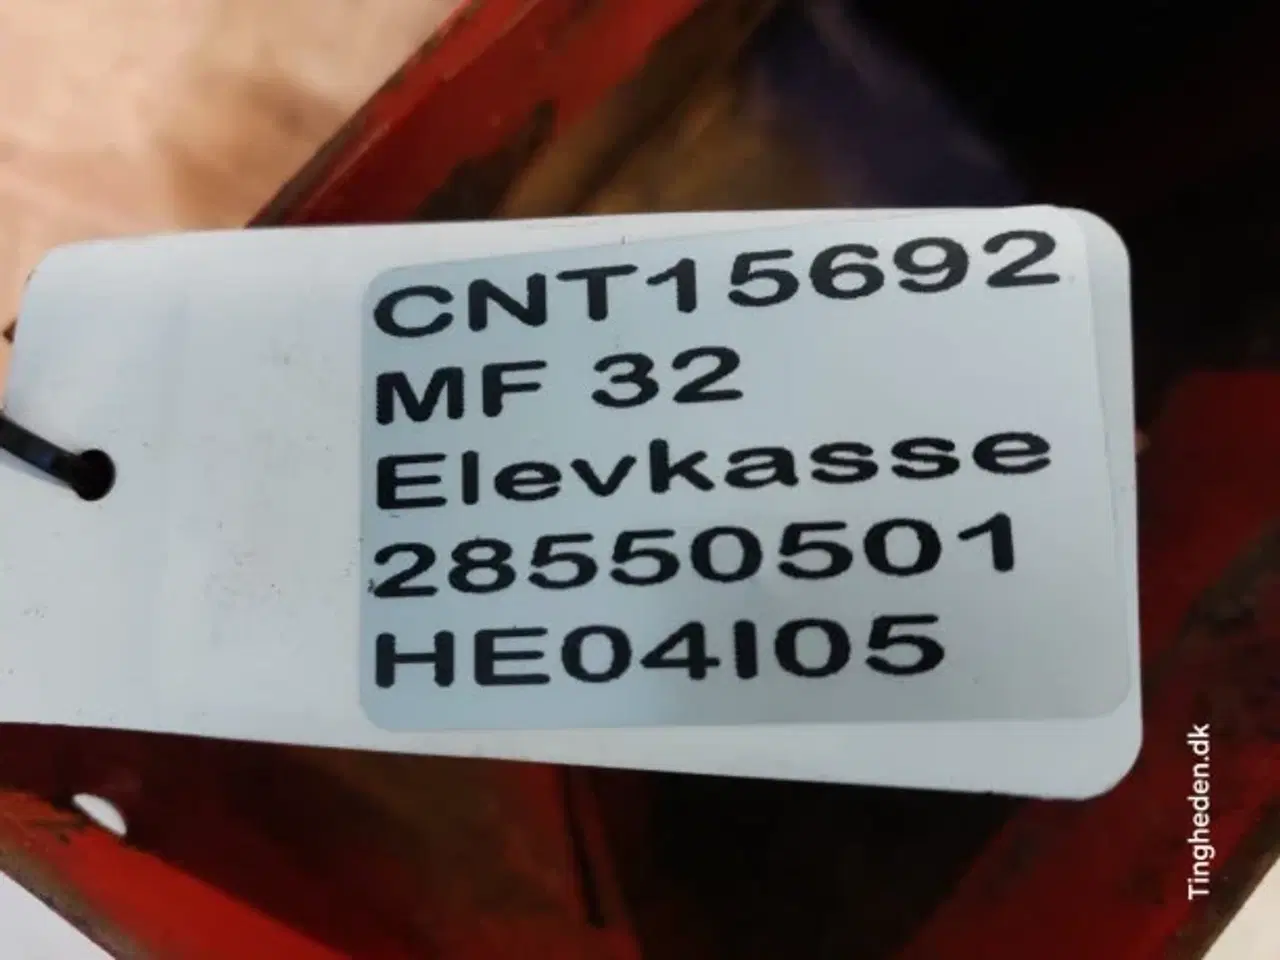 CNT15692
MF 32
Elevkasse
28550501
HE04I05
Tingheden.dk